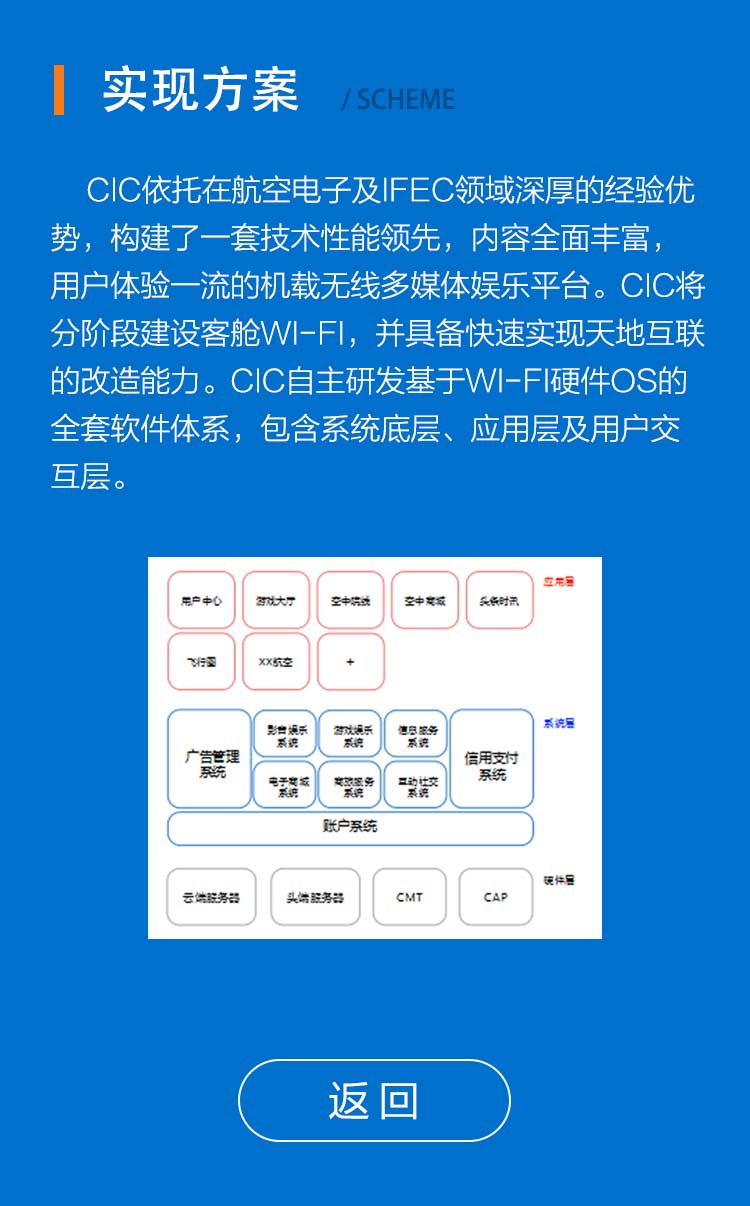 实现方案 / SCHEME
CIC依托在航空电子及IFEC领域深厚的经验优
势，构建了一套技术性能领先，内容全面丰富，
用户体验一流的机载无线多媒体娱乐平台。CIC将
分阶段建设客舱WI-FI，并具备快速实现天地互联
的改造能力。CIC自主研发基于WI-FI硬件OS的
全套软件体系，包含系统底层、应用层及用户交
互层。
应用层
用户中心 游戏大厅 空中院线 空中商城 头条时讯
飞行图 XX航空 +
系统层
广告管理
系统
影音娱乐
系统
游戏娱乐
系统
信息服务
系统
电子商城
系统
商旅服务
系统
互动社交
系统
信用支付
系统
账户系统
硬件层
云端服务器 头端服务器 CMT CAP
返回